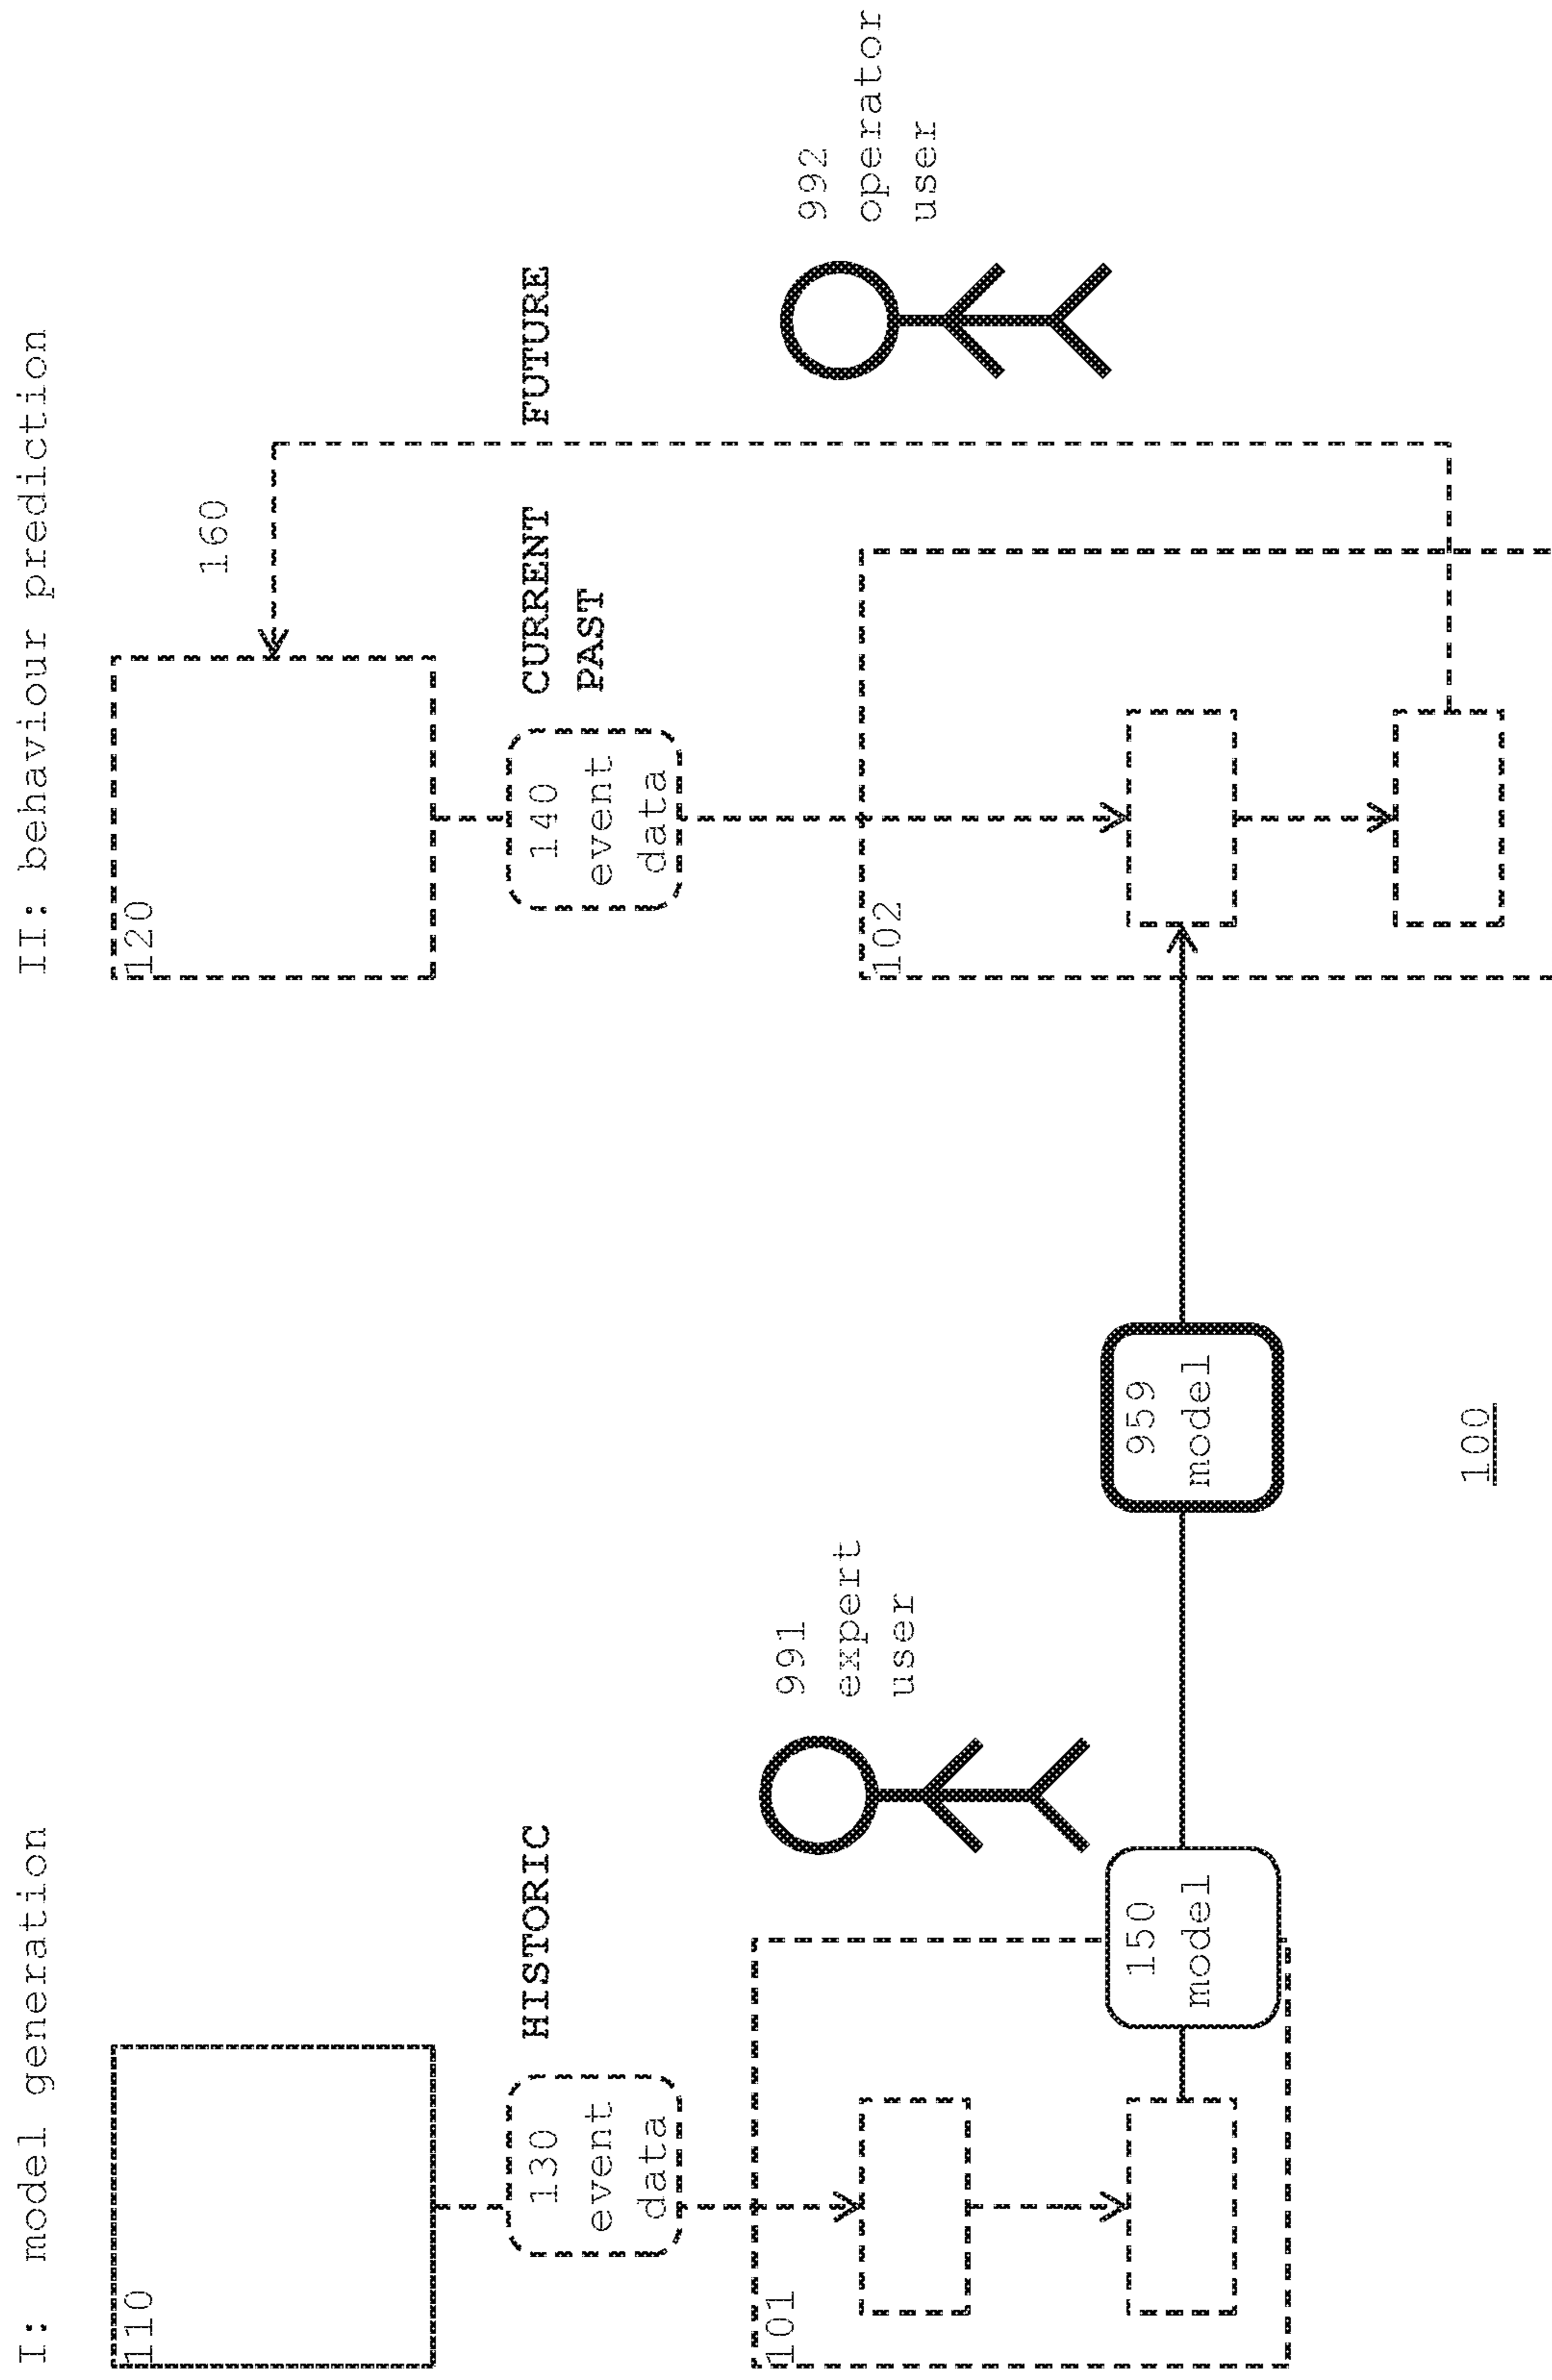 I: model generation
II: behaviour prediction
110
120
160
130
event
data
HISTORIC
140
event
data
CURRENT
PAST
FUTURE
101
991
expert
user
102
992
operator
user
150
model
959
model
100